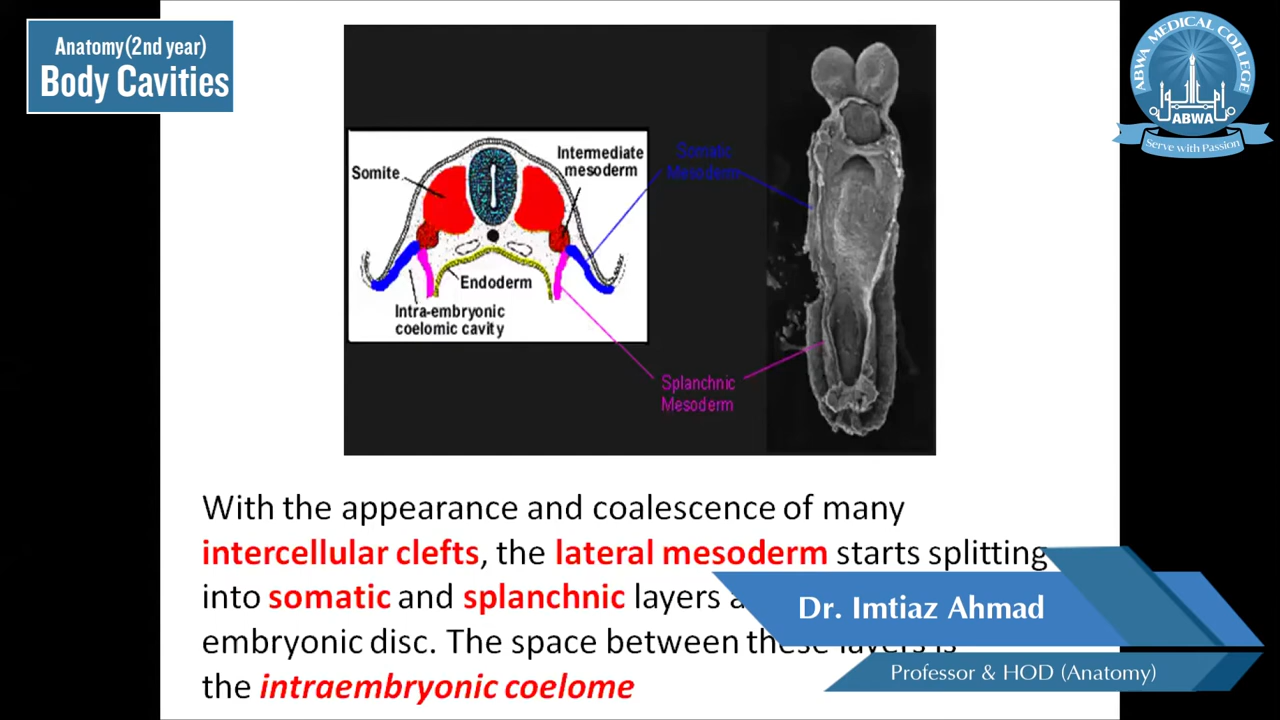 Anatomy(2nd year)
Body Cavities
ABWA MEDICAL COLLEGE
ABWA
Serve with Passion
Somite
Intermediate
mesoderm
Endoderm
Intra-embryonic
coelomic cavity
Somatic
Mesoderm
Splanchnic
Mesoderm
With the appearance and coalescence of many
intercellular clefts, the lateral mesoderm starts splitting
into somatic and splanchnic layers
embryonic disc. The space between these layers is
the intraembryonic coelome
Dr. Imtiaz Ahmad
Professor & HOD (Anatomy)